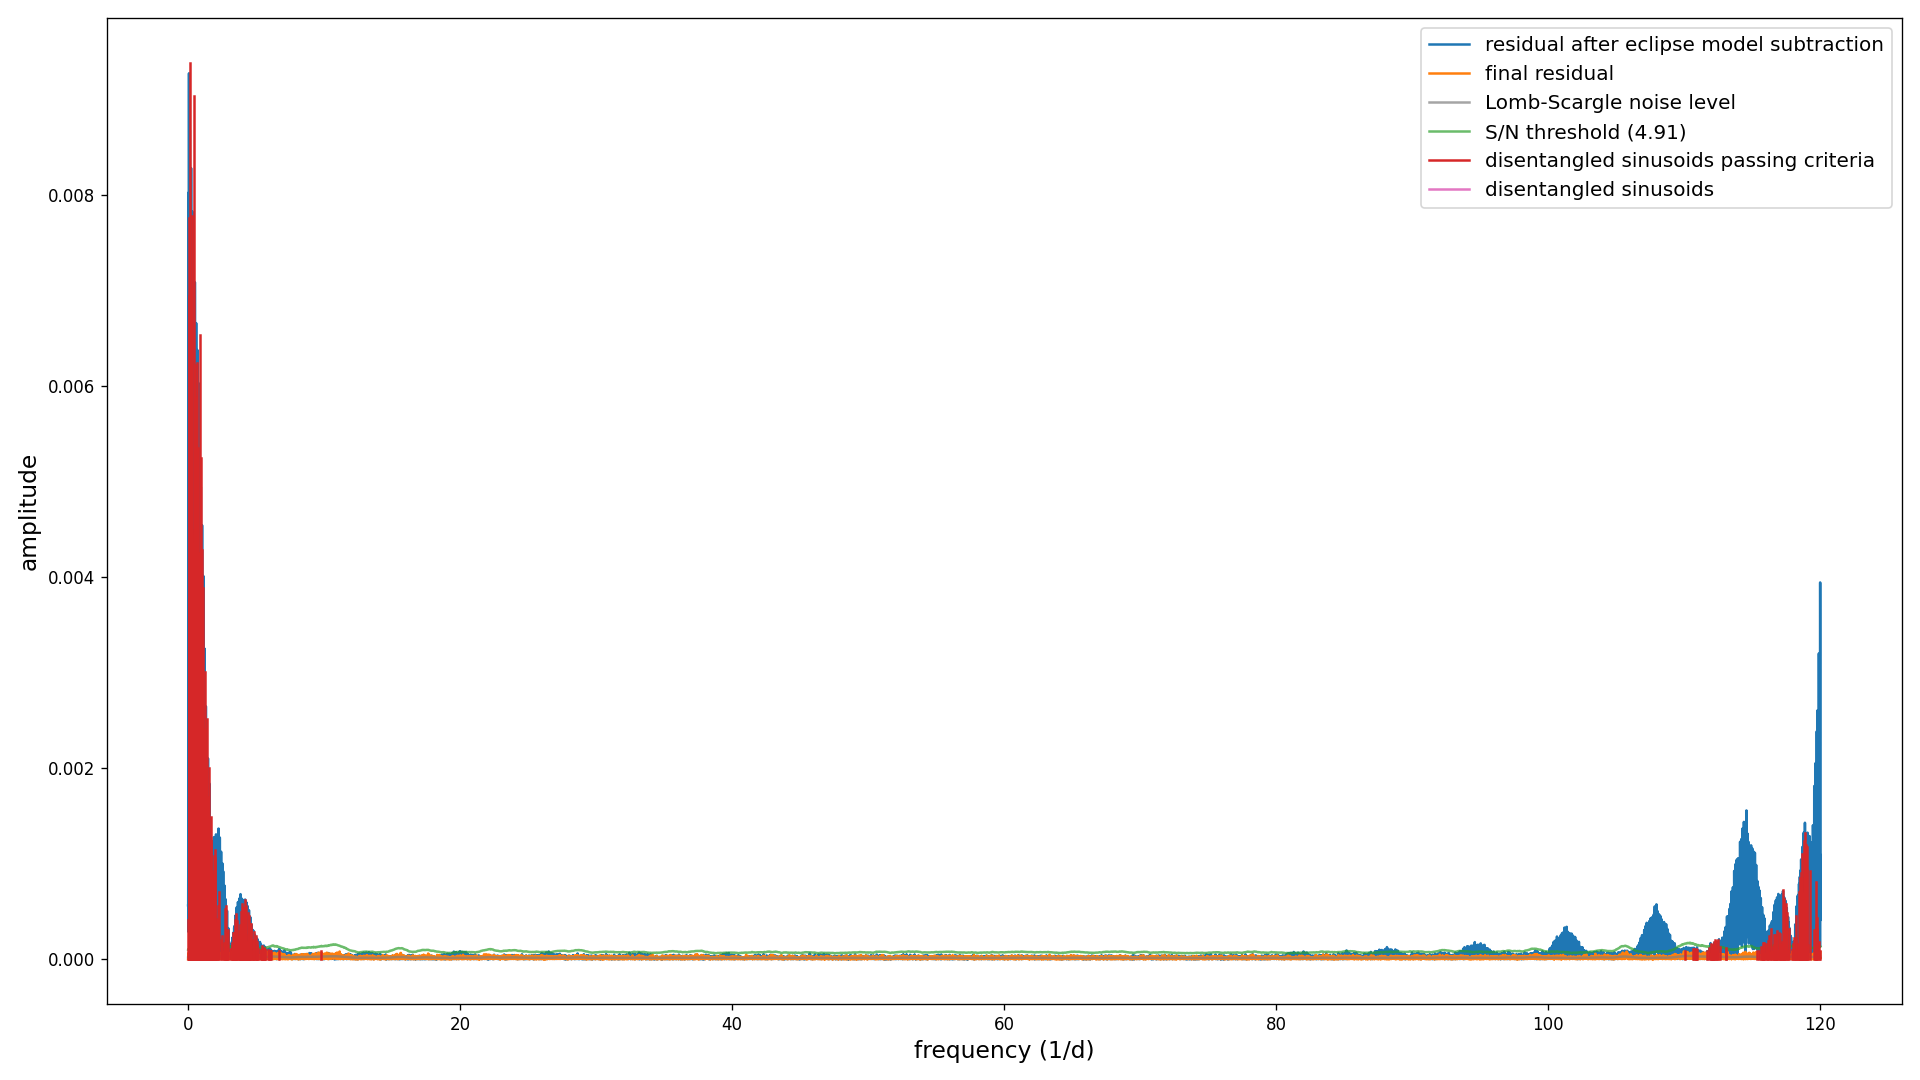 residual after eclipse model subtraction
final residual
Lomb-Scargle noise level
S/N threshold (4.91)
disentangled sinusoids passing criteria
disentangled sinusoids
amplitude
0.008
0.006
0.004
0.002
0.000
0 20 40 60 80 100 120
frequency (1/d)